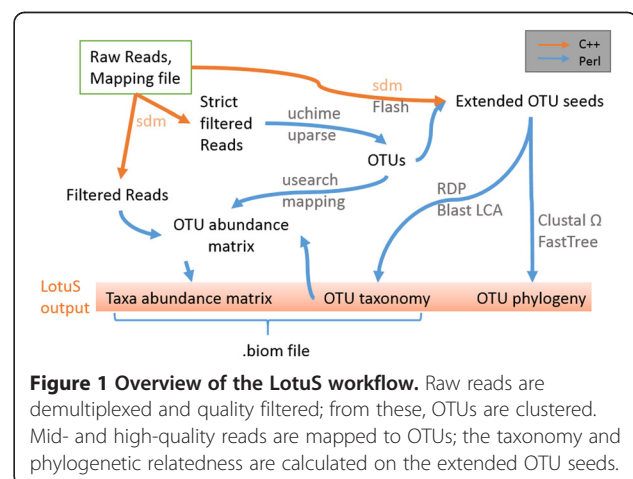 Raw Reads,
Mapping file
C++
Perl
sdm
Flash
Extended OTU seeds
sdm
Strict
filtered
Reads
uchime
uparse
OTUs
usearch
mapping
RDP
Blast LCA
Filtered Reads
OTU abundance
matrix
Clustal Ω
FastTree
LotuS
output
Taxa abundance matrix
OTU taxonomy
OTU phylogeny
.biom file
Figure 1 Overview of the LotuS workflow. Raw reads are
demultiplexed and quality filtered; from these, OTUs are clustered.
Mid- and high-quality reads are mapped to OTUs; the taxonomy and
phylogenetic relatedness are calculated on the extended OTU seeds.